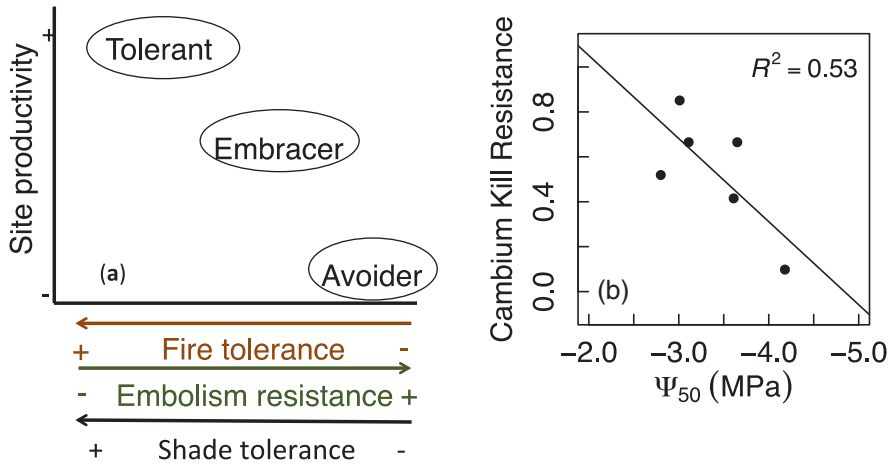 Site productivity
+
-
Tolerant
Embracer
Avoider
(a)
+ Fire tolerance -
- Embolism resistance +
+ Shade tolerance -
Cambium Kill Resistance
0.8
0.4
0.0
R² = 0.53
(b)
−2.0 −3.0 −4.0 −5.0
Ψ₅₀ (MPa)